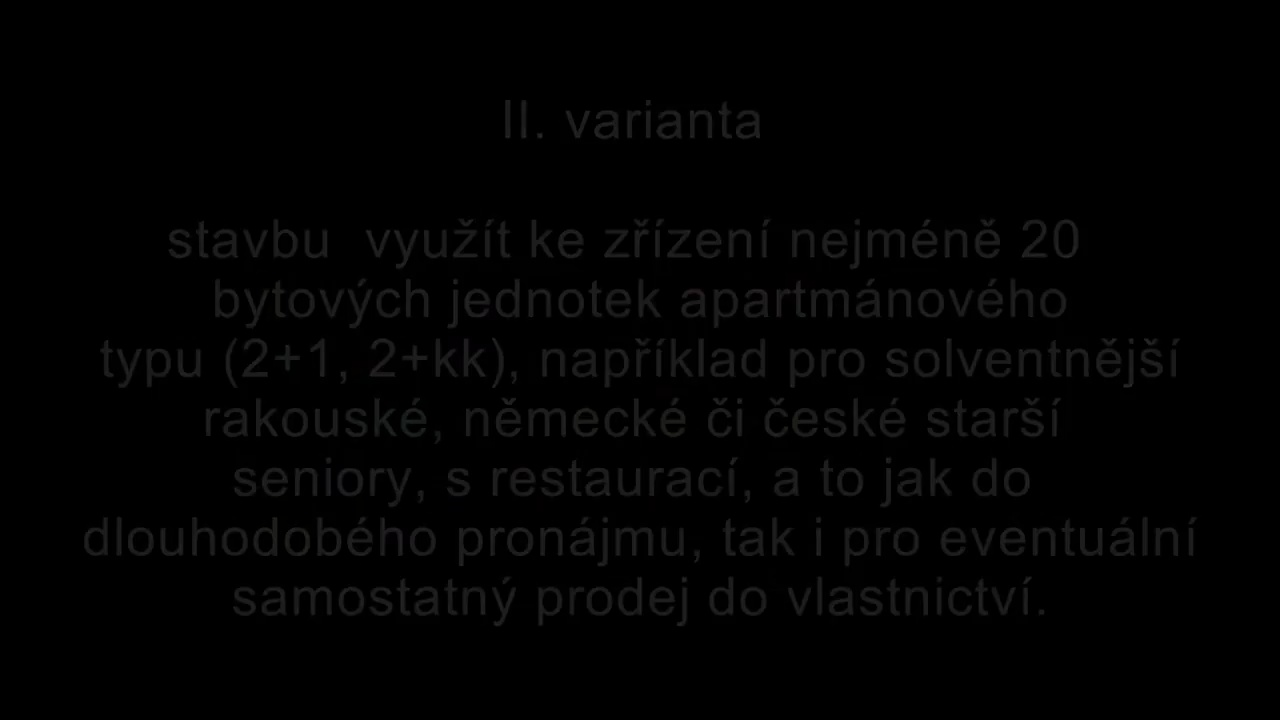 II. varianta
stavbu  využít ke zřízení nejméně 20
bytových jednotek apartmánového
typu (2+1, 2+kk), například pro solventnější
rakouské, německé či české starší
seniory, s restaurací, a to jak do
dlouhodobého pronájmu, tak i pro eventuální
samostatný prodej do vlastnictví.